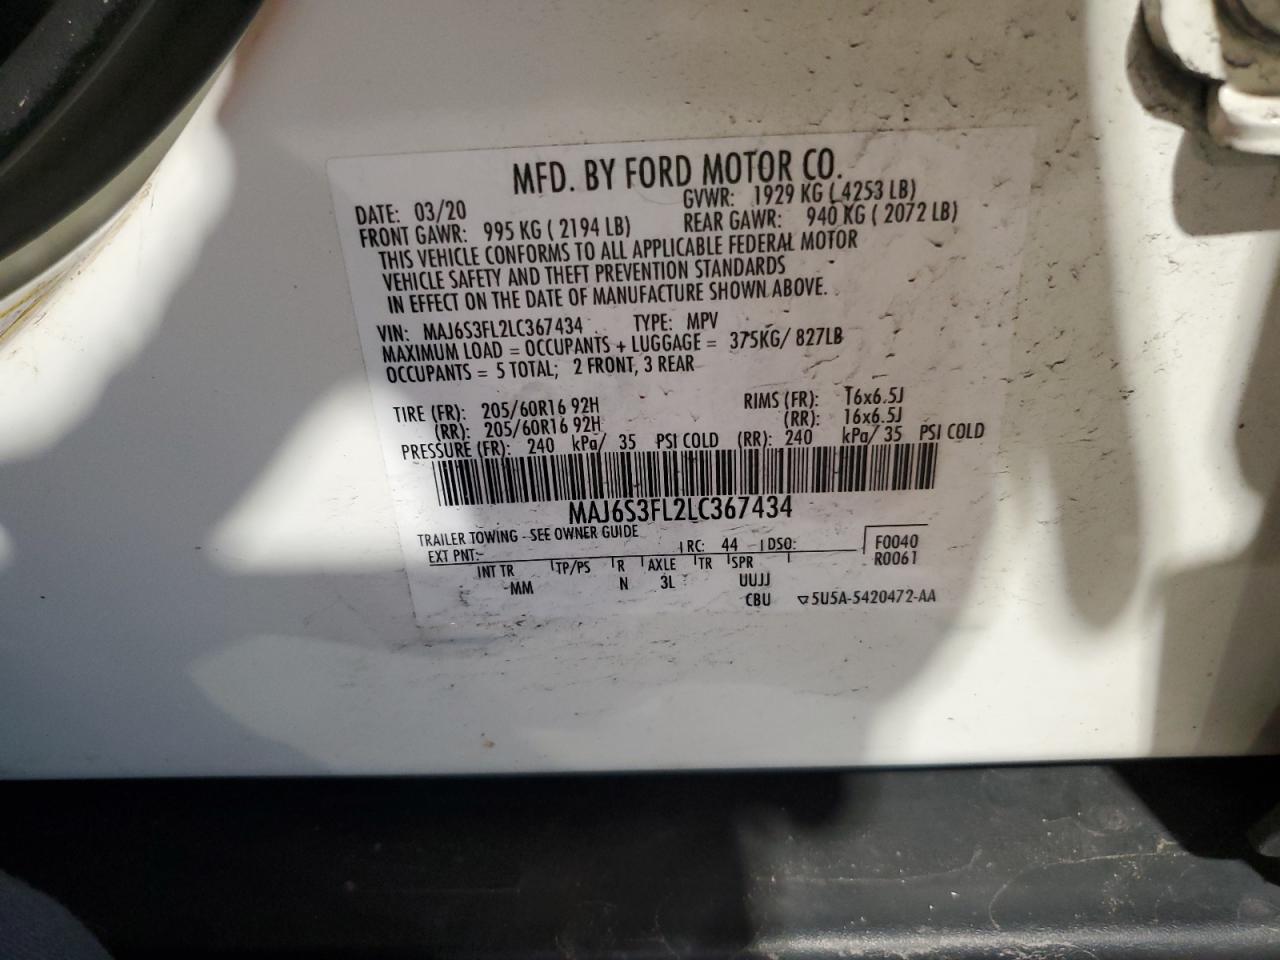 MFD. BY FORD MOTOR CO.
DATE: 03/20 GVWR: 1929 KG ( 4253 LB)
FRONT GAWR: 995 KG ( 2194 LB) REAR GAWR: 940 KG ( 2072 LB)
THIS VEHICLE CONFORMS TO ALL APPLICABLE FEDERAL MOTOR
VEHICLE SAFETY AND THEFT PREVENTION STANDARDS
IN EFFECT ON THE DATE OF MANUFACTURE SHOWN ABOVE.
VIN: MAJ6S3FL2LC367434 TYPE: MPV
MAXIMUM LOAD = OCCUPANTS + LUGGAGE = 375KG/ 827LB
OCCUPANTS = 5 TOTAL; 2 FRONT, 3 REAR
TIRE (FR): 205/60R16 92H RIMS (FR): 16x6.5J
(RR): 205/60R16 92H (RR): 16x6.5J
PRESSURE (FR): 240 kPa/ 35 PSI COLD (RR): 240 kPa/ 35 PSI COLD
MAJ6S3FL2LC367434
TRAILER TOWING - SEE OWNER GUIDE
EXT PNT:- RC: 44 DSO: F0040
R0061
INT TR TP/PS R AXLE TR SPR
MM N 3L UUJJ
CBU 5U5A-5420472-AA